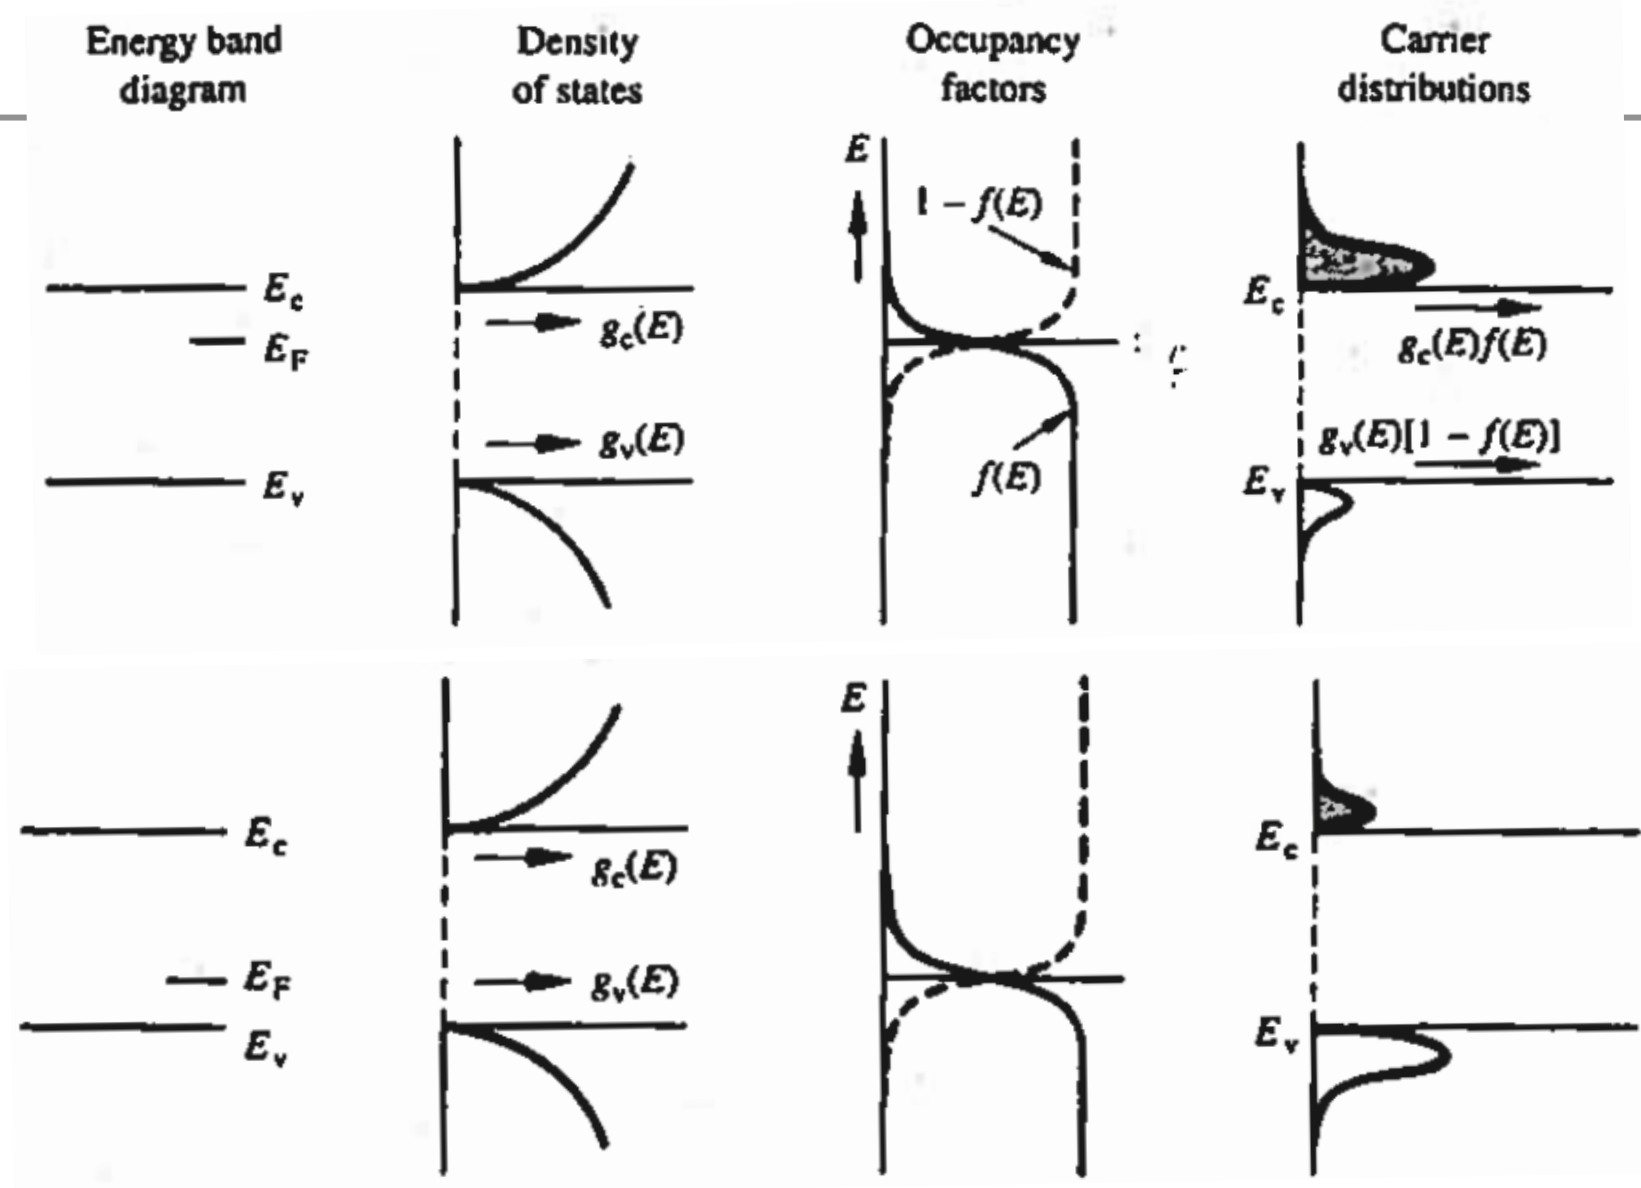 Energy band
diagram
Density
of states
Occupancy
factors
Carrier
distributions
E
1 − f(E)
E_c
E_F
g_c(E)
E_c
g_c(E)f(E)
g_v(E)
g_v(E)[1 − f(E)]
E_v
f(E)
E_v
E
E_c
g_c(E)
E_c
E_F
g_v(E)
E_v
E_v